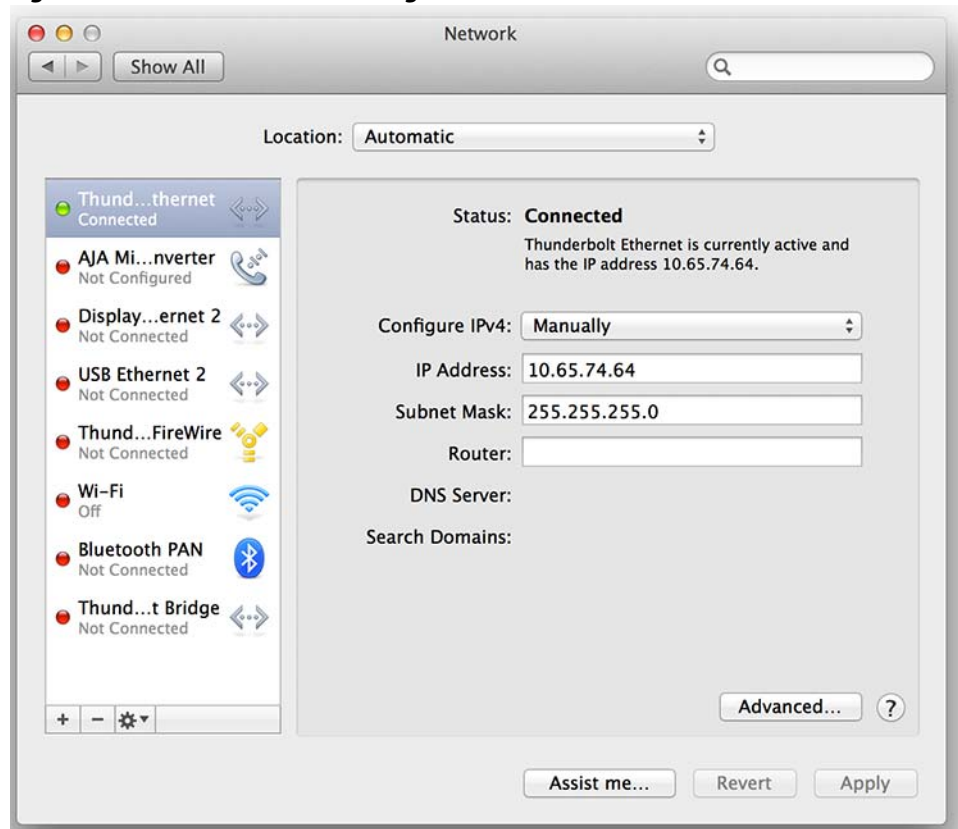 Network
Show All
Location: Automatic
Thund...thernet
Connected
AJA Mi...nverter
Not Configured
Display...ernet 2
Not Connected
USB Ethernet 2
Not Connected
Thund...FireWire
Not Connected
Wi-Fi
Off
Bluetooth PAN
Not Connected
Thund...t Bridge
Not Connected
+ −
Status: Connected
Thunderbolt Ethernet is currently active and
has the IP address 10.65.74.64.
Configure IPv4: Manually
IP Address: 10.65.74.64
Subnet Mask: 255.255.255.0
Router:
DNS Server:
Search Domains:
Advanced... ?
Assist me... Revert Apply